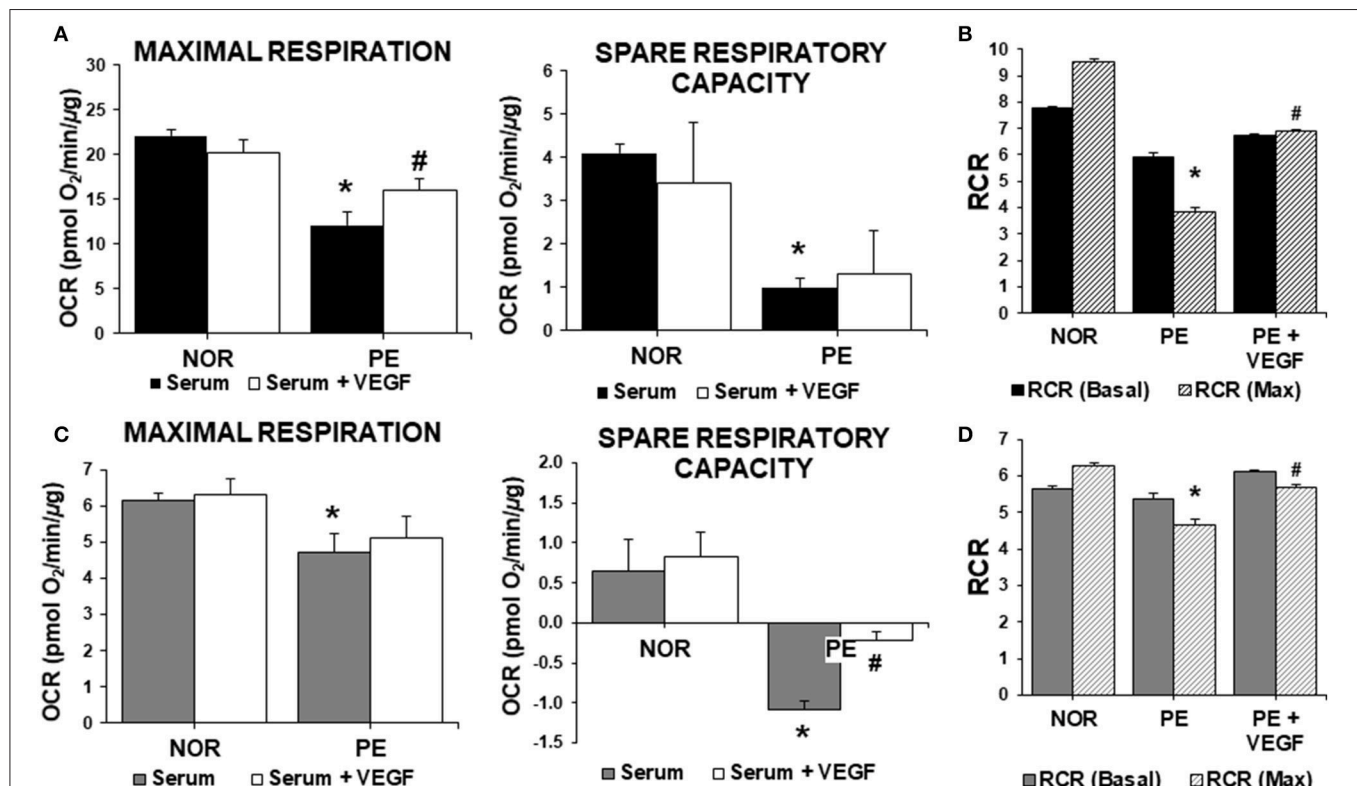 A
MAXIMAL RESPIRATION
OCR (pmol O₂/min/µg)
30
25
20
15
10
5
0
*
#
NOR
PE
Serum
Serum + VEGF
SPARE RESPIRATORY
CAPACITY
OCR (pmol O₂/min/µg)
6
5
4
3
2
1
0
*
NOR
PE
Serum
Serum + VEGF
B
RCR
10
9
8
7
6
5
4
3
2
1
0
*
#
NOR
PE
PE +
VEGF
RCR (Basal)
RCR (Max)
C
MAXIMAL RESPIRATION
OCR (pmol O₂/min/µg)
7
6
5
4
3
2
1
0
*
NOR
PE
Serum
Serum + VEGF
SPARE RESPIRATORY
CAPACITY
OCR (pmol O₂/min/µg)
2.0
1.5
1.0
0.5
0.0
-0.5
-1.0
-1.5
NOR
PE
*
#
Serum
Serum + VEGF
D
RCR
8
7
6
5
4
3
2
1
0
*
#
NOR
PE
PE +
VEGF
RCR (Basal)
RCR (Max)